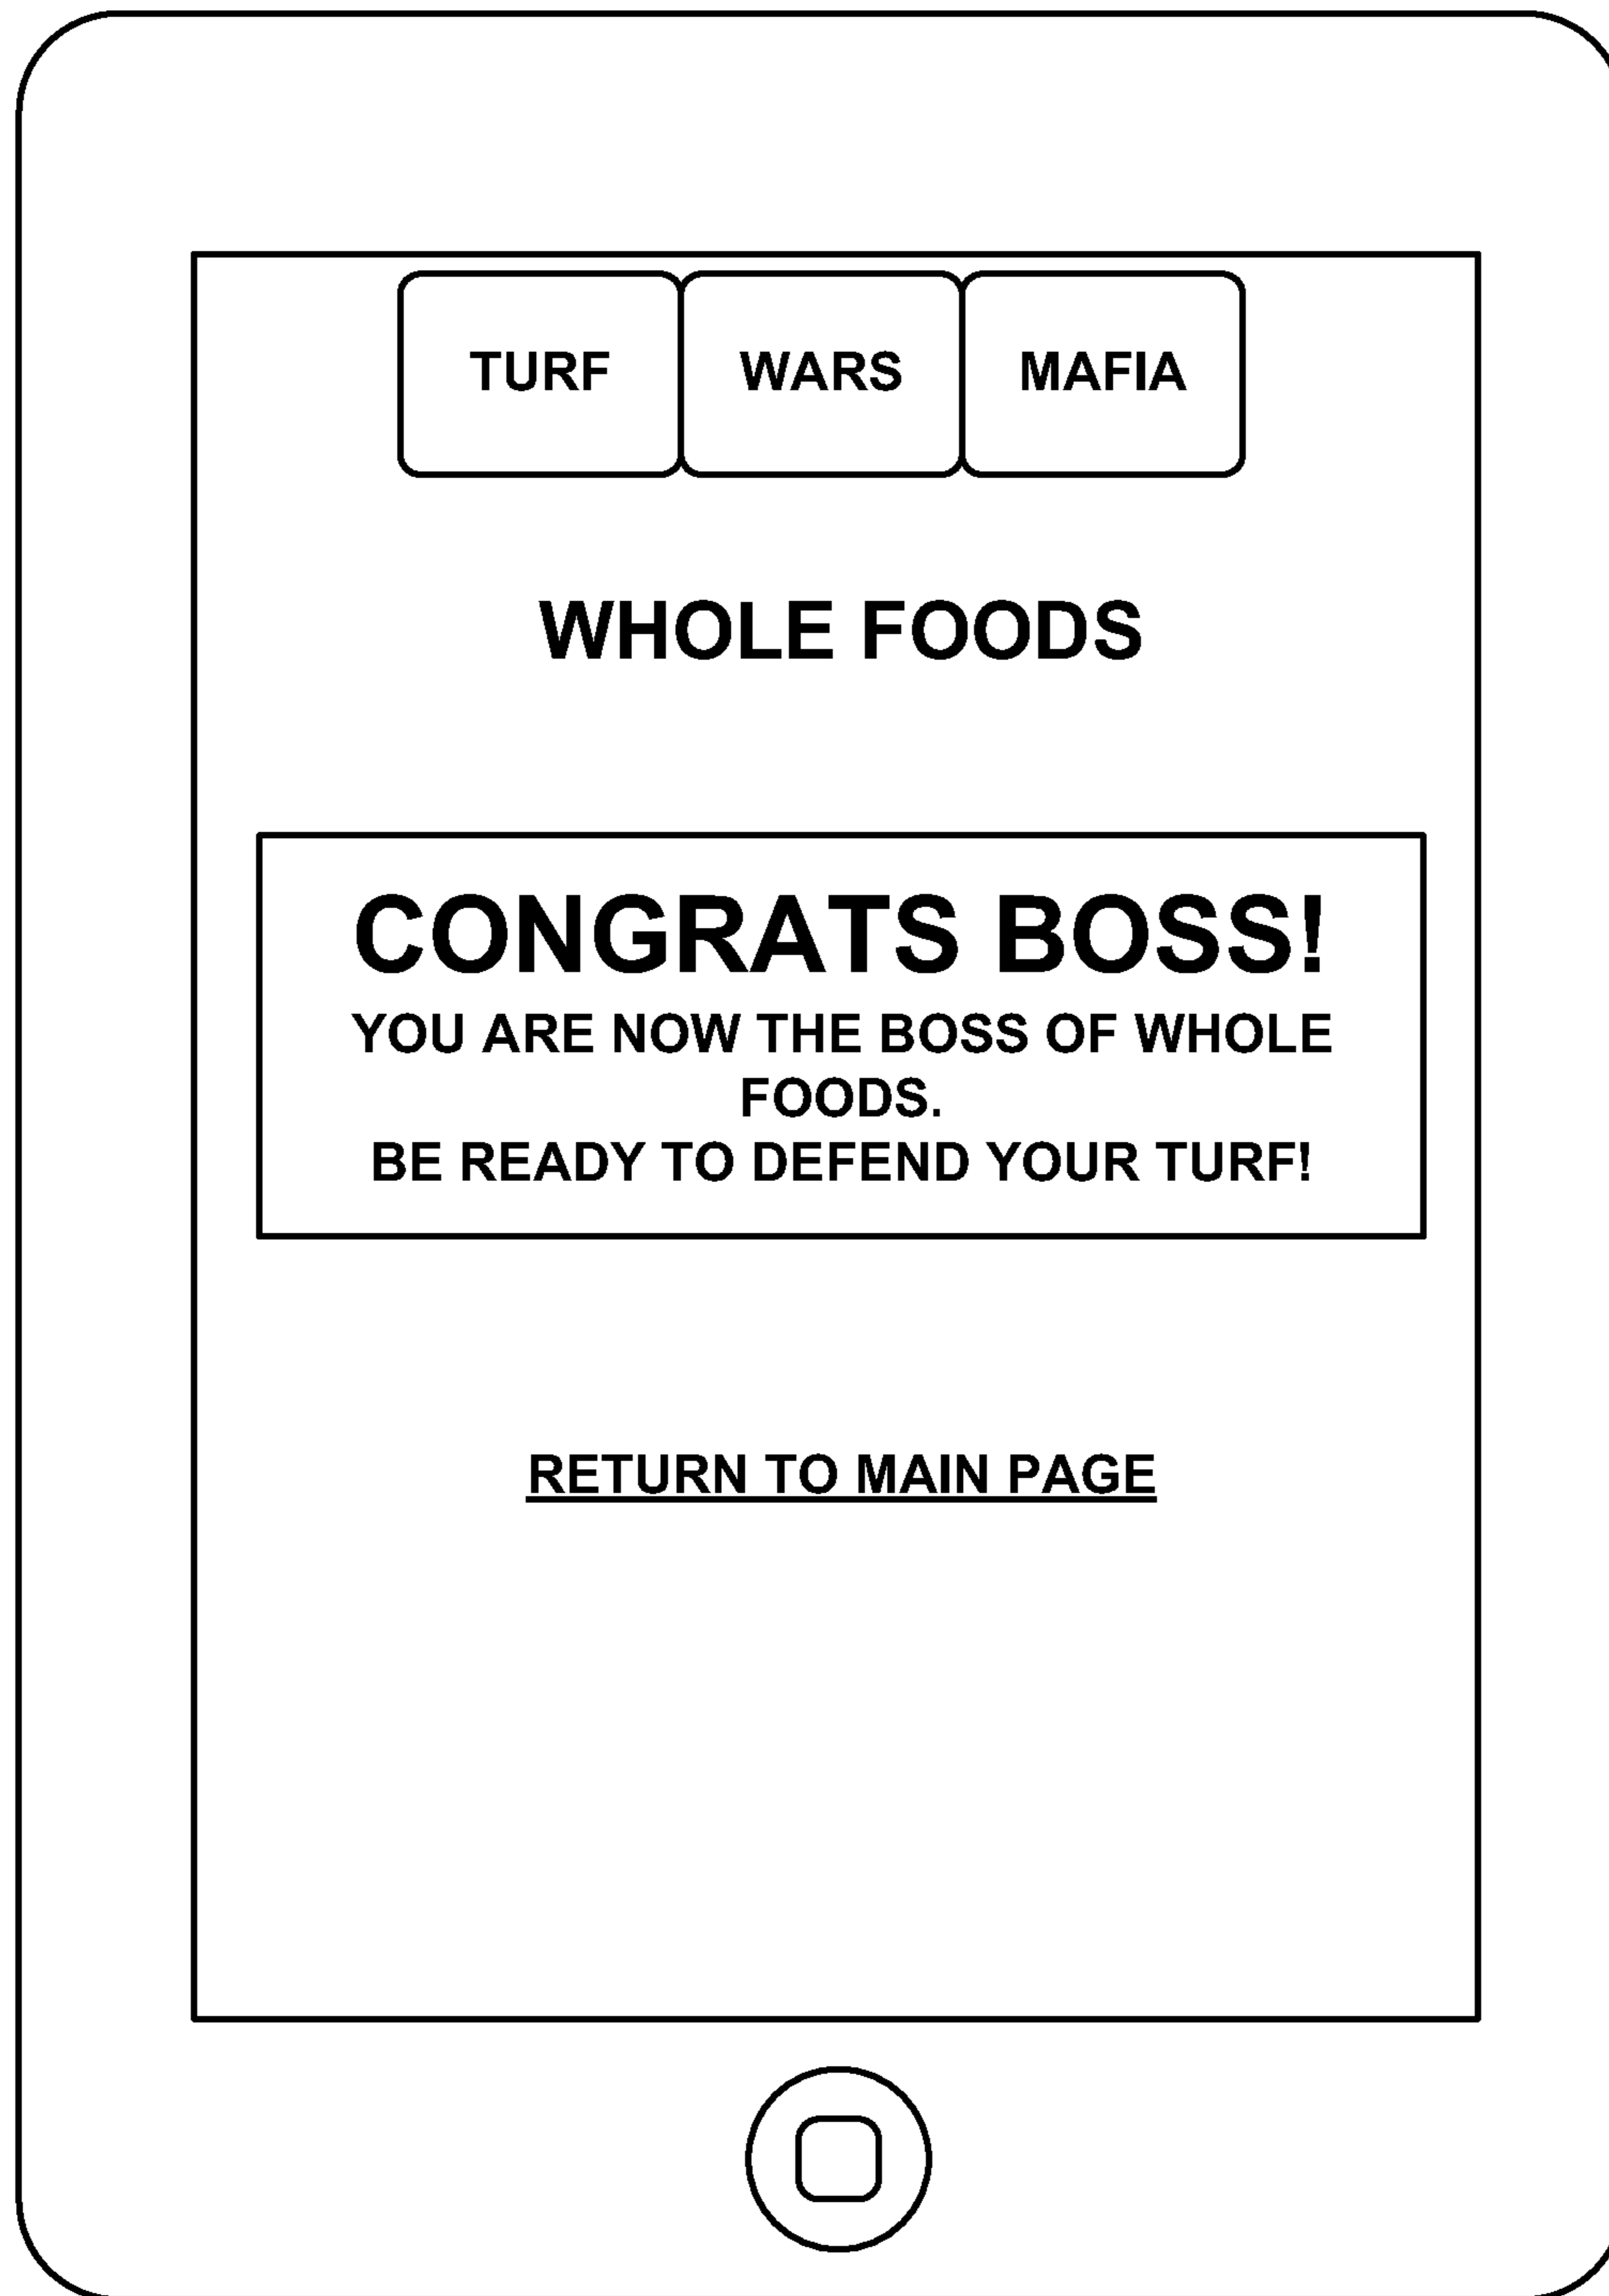 TURF WARS MAFIA
WHOLE FOODS
CONGRATS BOSS!
YOU ARE NOW THE BOSS OF WHOLE
FOODS.
BE READY TO DEFEND YOUR TURF!
RETURN TO MAIN PAGE